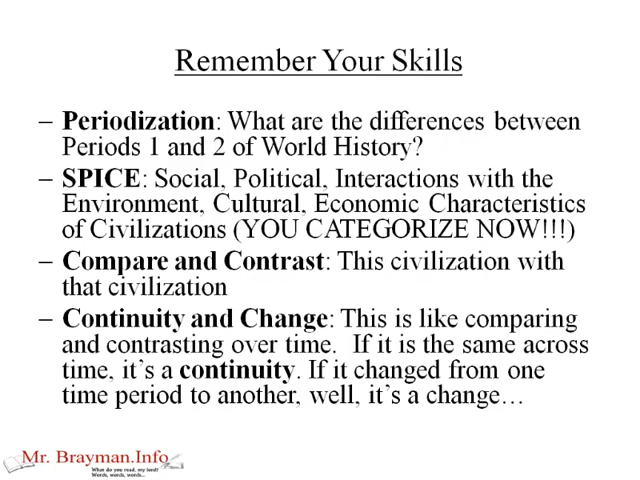 Remember Your Skills
– Periodization: What are the differences between
Periods 1 and 2 of World History?
– SPICE: Social, Political, Interactions with the
Environment, Cultural, Economic Characteristics
of Civilizations (YOU CATEGORIZE NOW!!!)
– Compare and Contrast: This civilization with
that civilization
– Continuity and Change: This is like comparing
and contrasting over time.  If it is the same across
time, it’s a continuity. If it changed from one
time period to another, well, it’s a change…
Mr. Brayman.Info
What do you read, my lord?
Words, words, words...